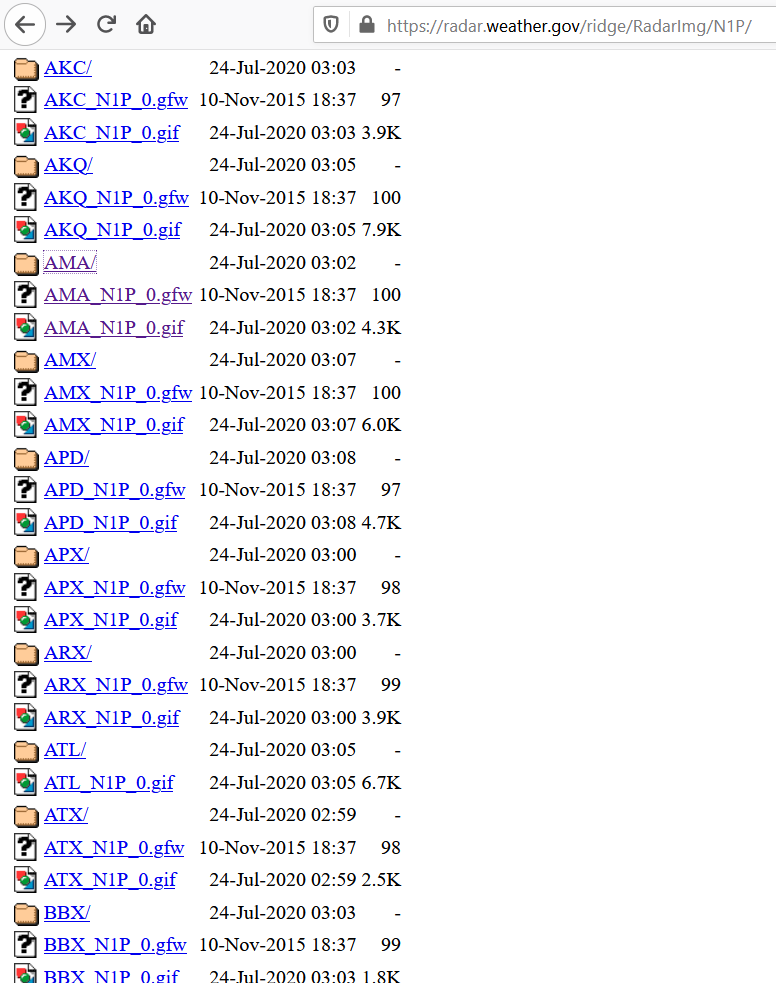 https://radar.weather.gov/ridge/RadarImg/N1P/
AKC/ 24-Jul-2020 03:03 -
AKC_N1P_0.gfw 10-Nov-2015 18:37 97
AKC_N1P_0.gif 24-Jul-2020 03:03 3.9K
AKQ/ 24-Jul-2020 03:05 -
AKQ_N1P_0.gfw 10-Nov-2015 18:37 100
AKQ_N1P_0.gif 24-Jul-2020 03:05 7.9K
AMA/ 24-Jul-2020 03:02 -
AMA_N1P_0.gfw 10-Nov-2015 18:37 100
AMA_N1P_0.gif 24-Jul-2020 03:02 4.3K
AMX/ 24-Jul-2020 03:07 -
AMX_N1P_0.gfw 10-Nov-2015 18:37 100
AMX_N1P_0.gif 24-Jul-2020 03:07 6.0K
APD/ 24-Jul-2020 03:08 -
APD_N1P_0.gfw 10-Nov-2015 18:37 97
APD_N1P_0.gif 24-Jul-2020 03:08 4.7K
APX/ 24-Jul-2020 03:00 -
APX_N1P_0.gfw 10-Nov-2015 18:37 98
APX_N1P_0.gif 24-Jul-2020 03:00 3.7K
ARX/ 24-Jul-2020 03:00 -
ARX_N1P_0.gfw 10-Nov-2015 18:37 99
ARX_N1P_0.gif 24-Jul-2020 03:00 3.9K
ATL/ 24-Jul-2020 03:05 -
ATL_N1P_0.gif 24-Jul-2020 03:05 6.7K
ATX/ 24-Jul-2020 02:59 -
ATX_N1P_0.gfw 10-Nov-2015 18:37 98
ATX_N1P_0.gif 24-Jul-2020 02:59 2.5K
BBX/ 24-Jul-2020 03:03 -
BBX_N1P_0.gfw 10-Nov-2015 18:37 99
BBX_N1P_0.gif 24-Jul-2020 03:03 1.8K